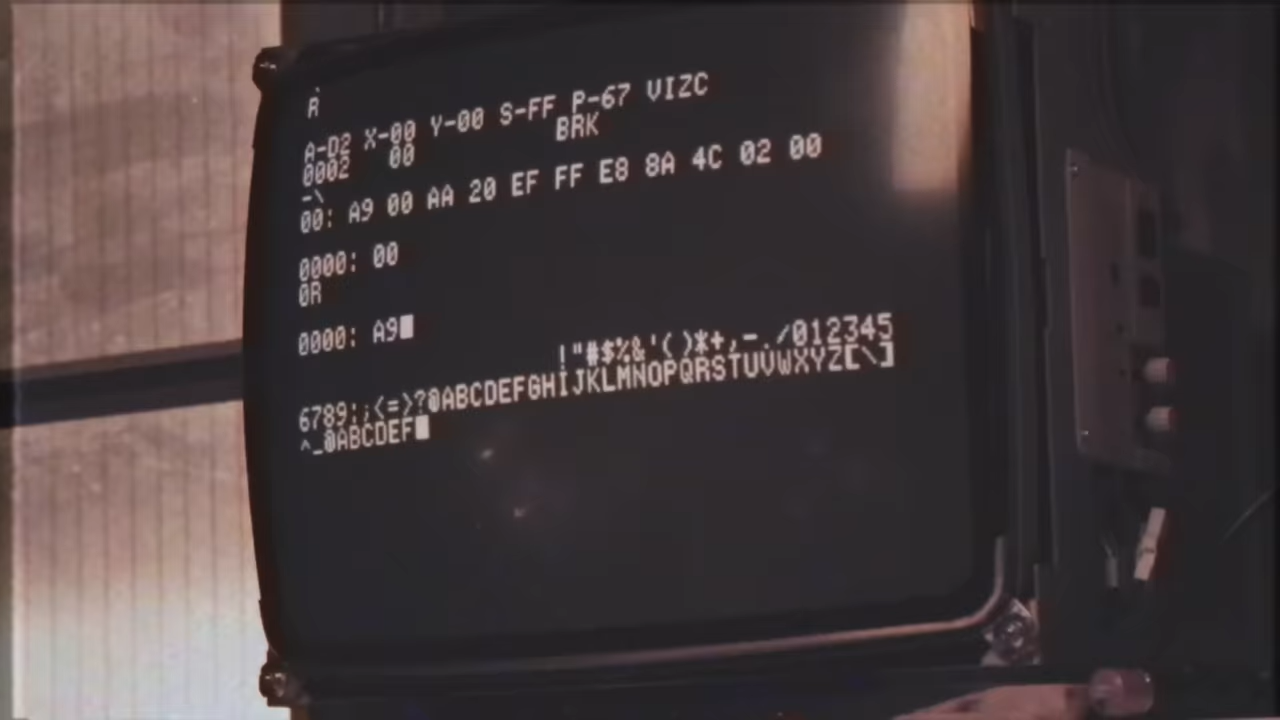 \
R
A-D2 X-00 Y-00 S-FF P-67 VIZC
0002 00 BRK
-\
00: A9 00 AA 20 EF FF E8 8A 4C 02 00
0000: 00
0R
0000: A9
!"#$%&'()*+,-./012345
6789:;<=>?@ABCDEFGHIJKLMNOPQRSTUVWXYZ[\]
^_@ABCDEF